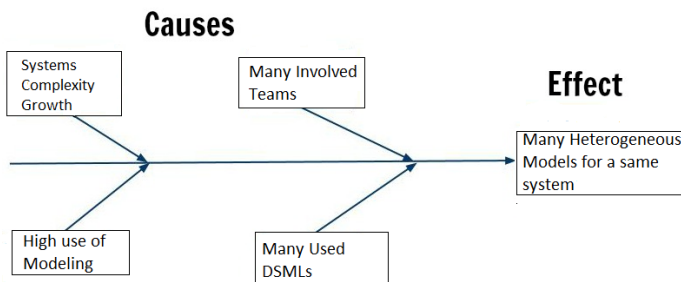 Causes
Systems
Complexity
Growth
Many Involved
Teams
Effect
Many Heterogeneous
Models for a same
system
High use of
Modeling
Many Used
DSMLs